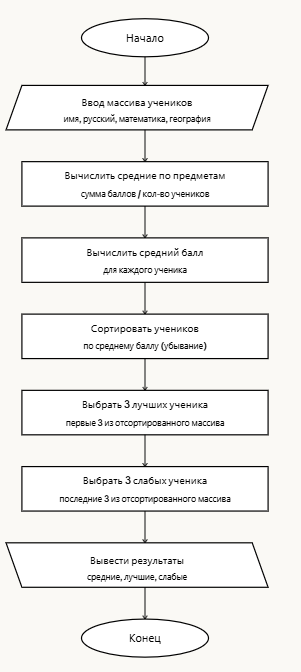 Начало
Ввод массива учеников
имя, русский, математика, география
Вычислить средние по предметам
сумма баллов / кол-во учеников
Вычислить средний балл
для каждого ученика
Сортировать учеников
по среднему баллу (убывание)
Выбрать 3 лучших ученика
первые 3 из отсортированного массива
Выбрать 3 слабых ученика
последние 3 из отсортированного массива
Вывести результаты
средние, лучшие, слабые
Конец